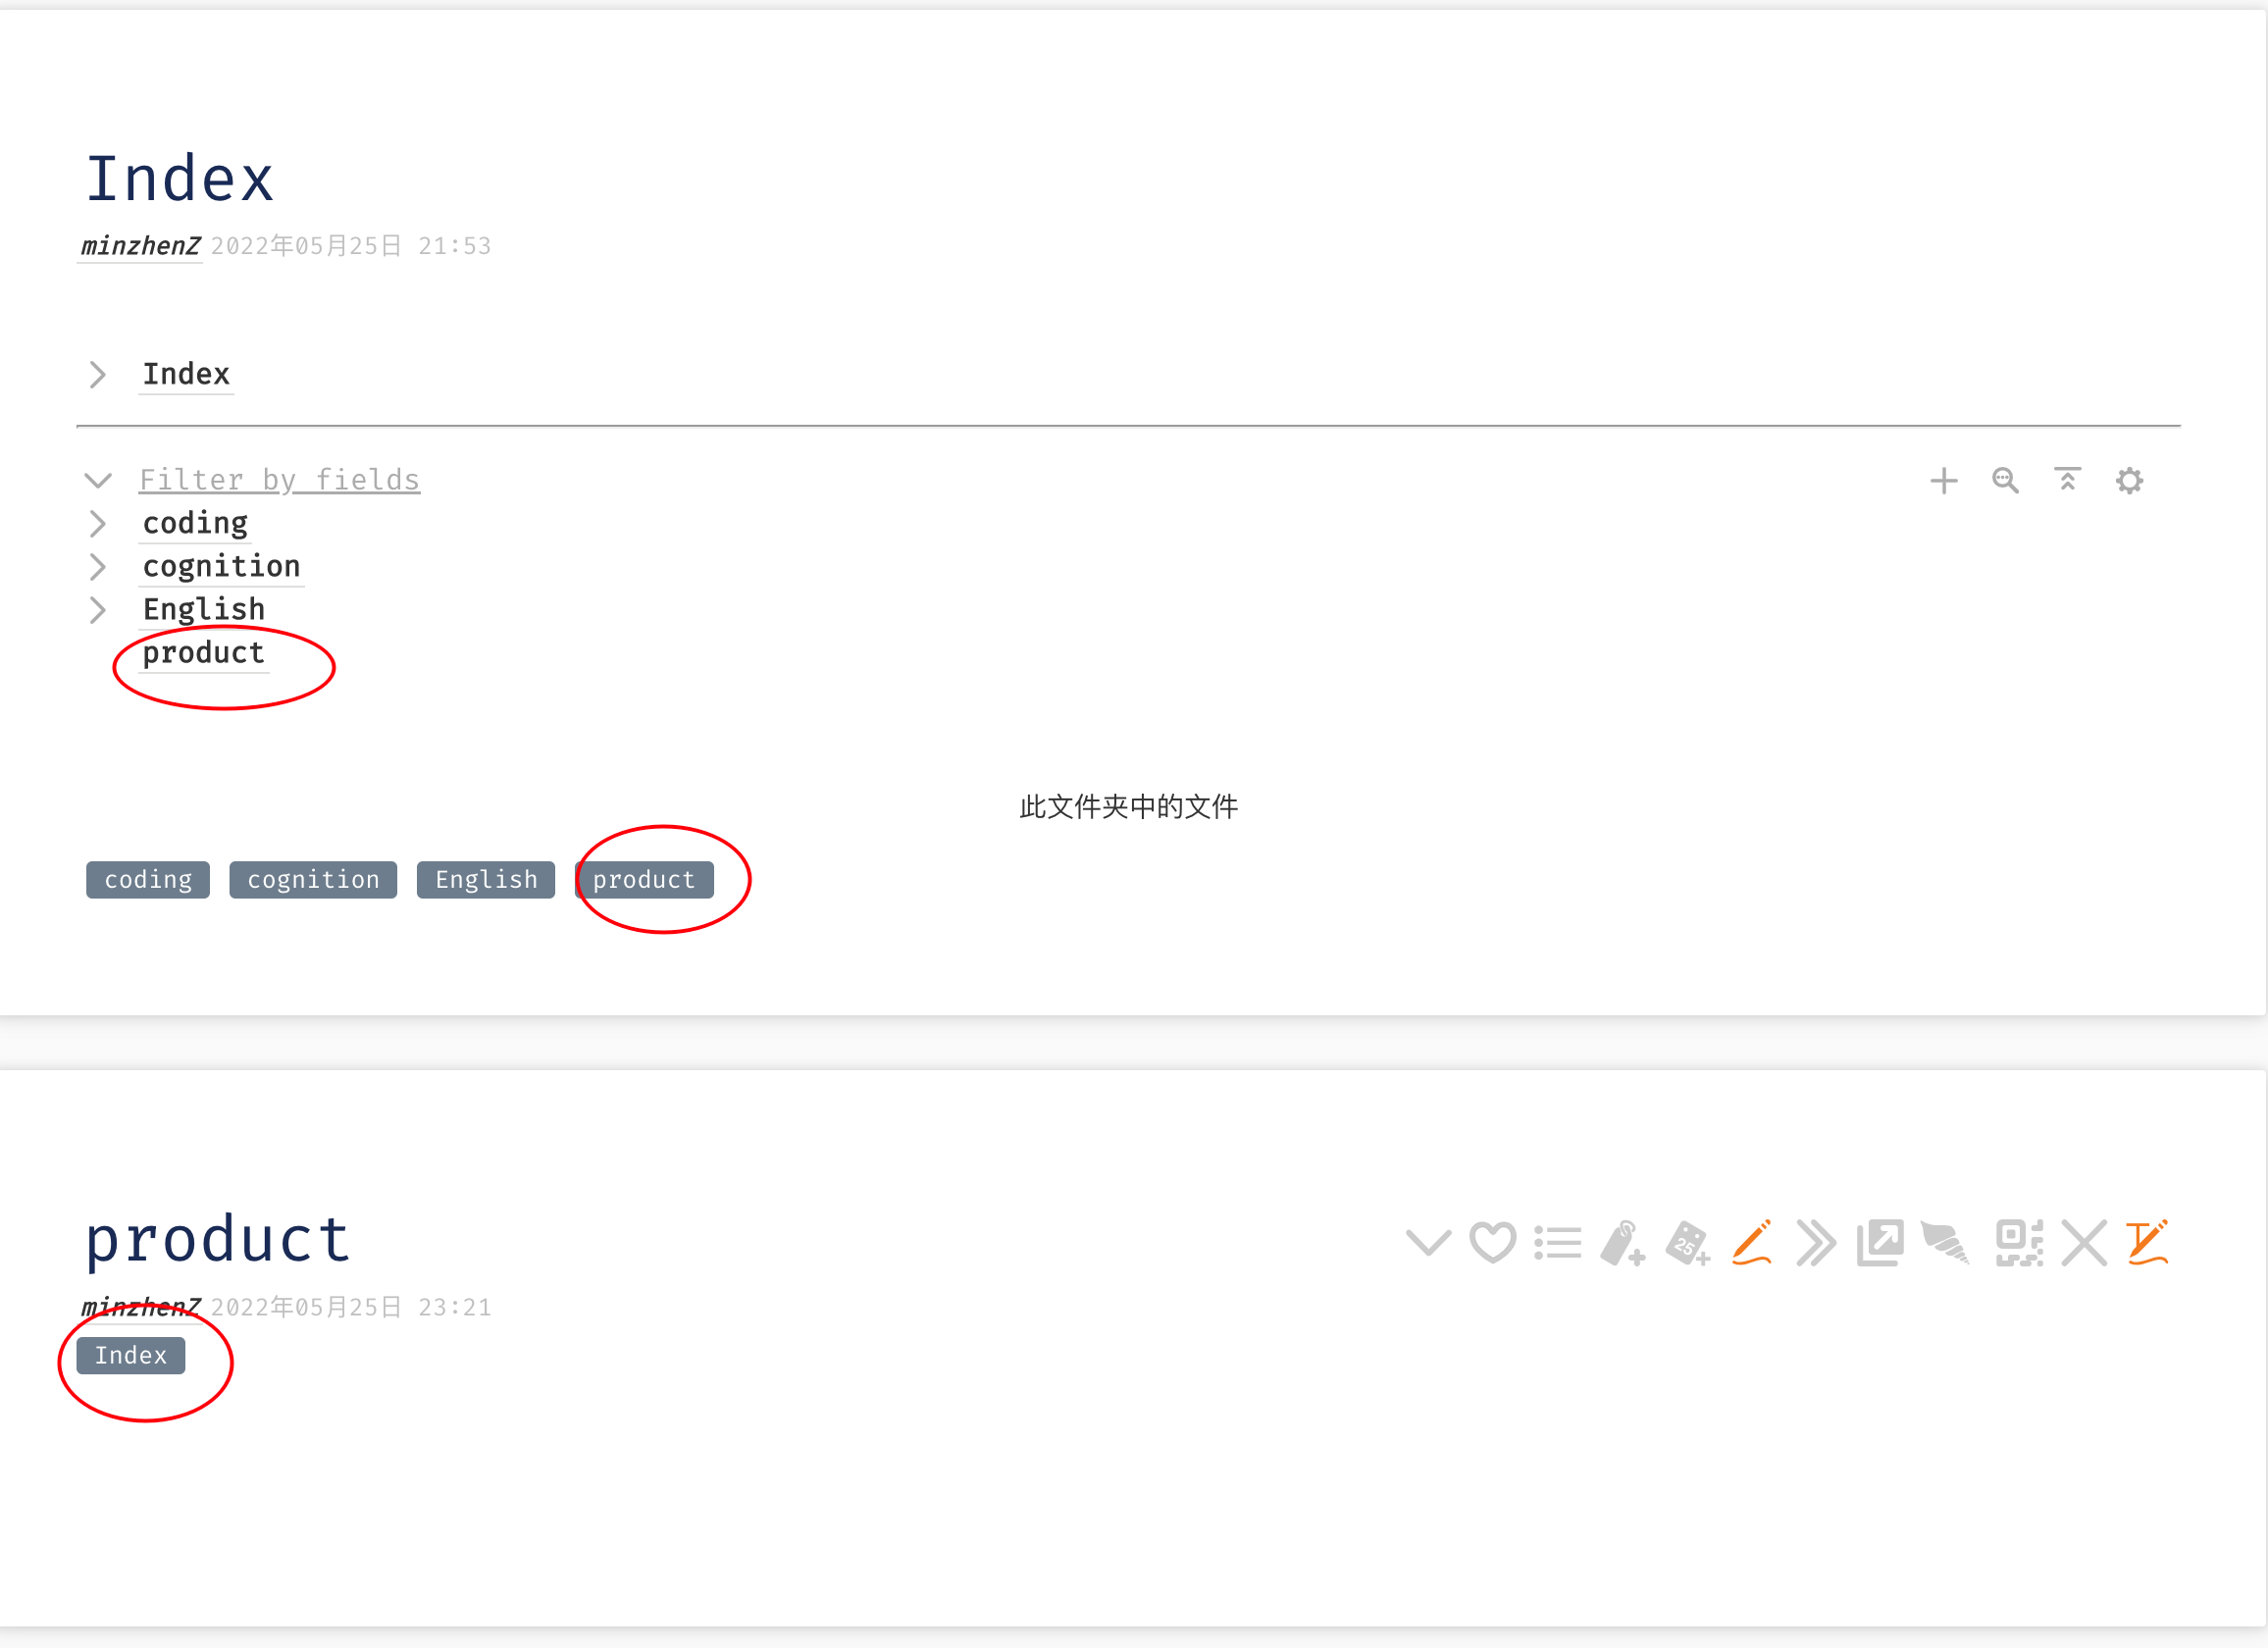 Index
minzhenZ 2022年05月25日 21:53
Index
Filter by fields
coding
cognition
English
product
此文件夹中的文件
coding cognition English product
product
minzhenZ 2022年05月25日 23:21
Index